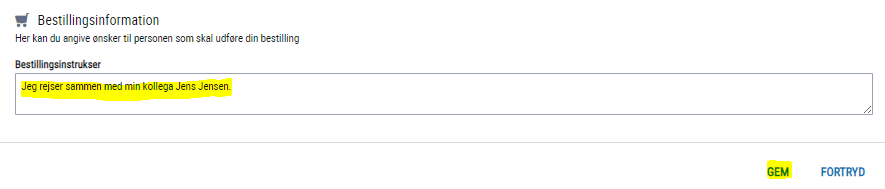 Bestillingsinformation
Her kan du angive ønsker til personen som skal udføre din bestilling
Bestillingsinstrukser
Jeg rejser sammen med min kollega Jens Jensen.
GEM FORTRYD